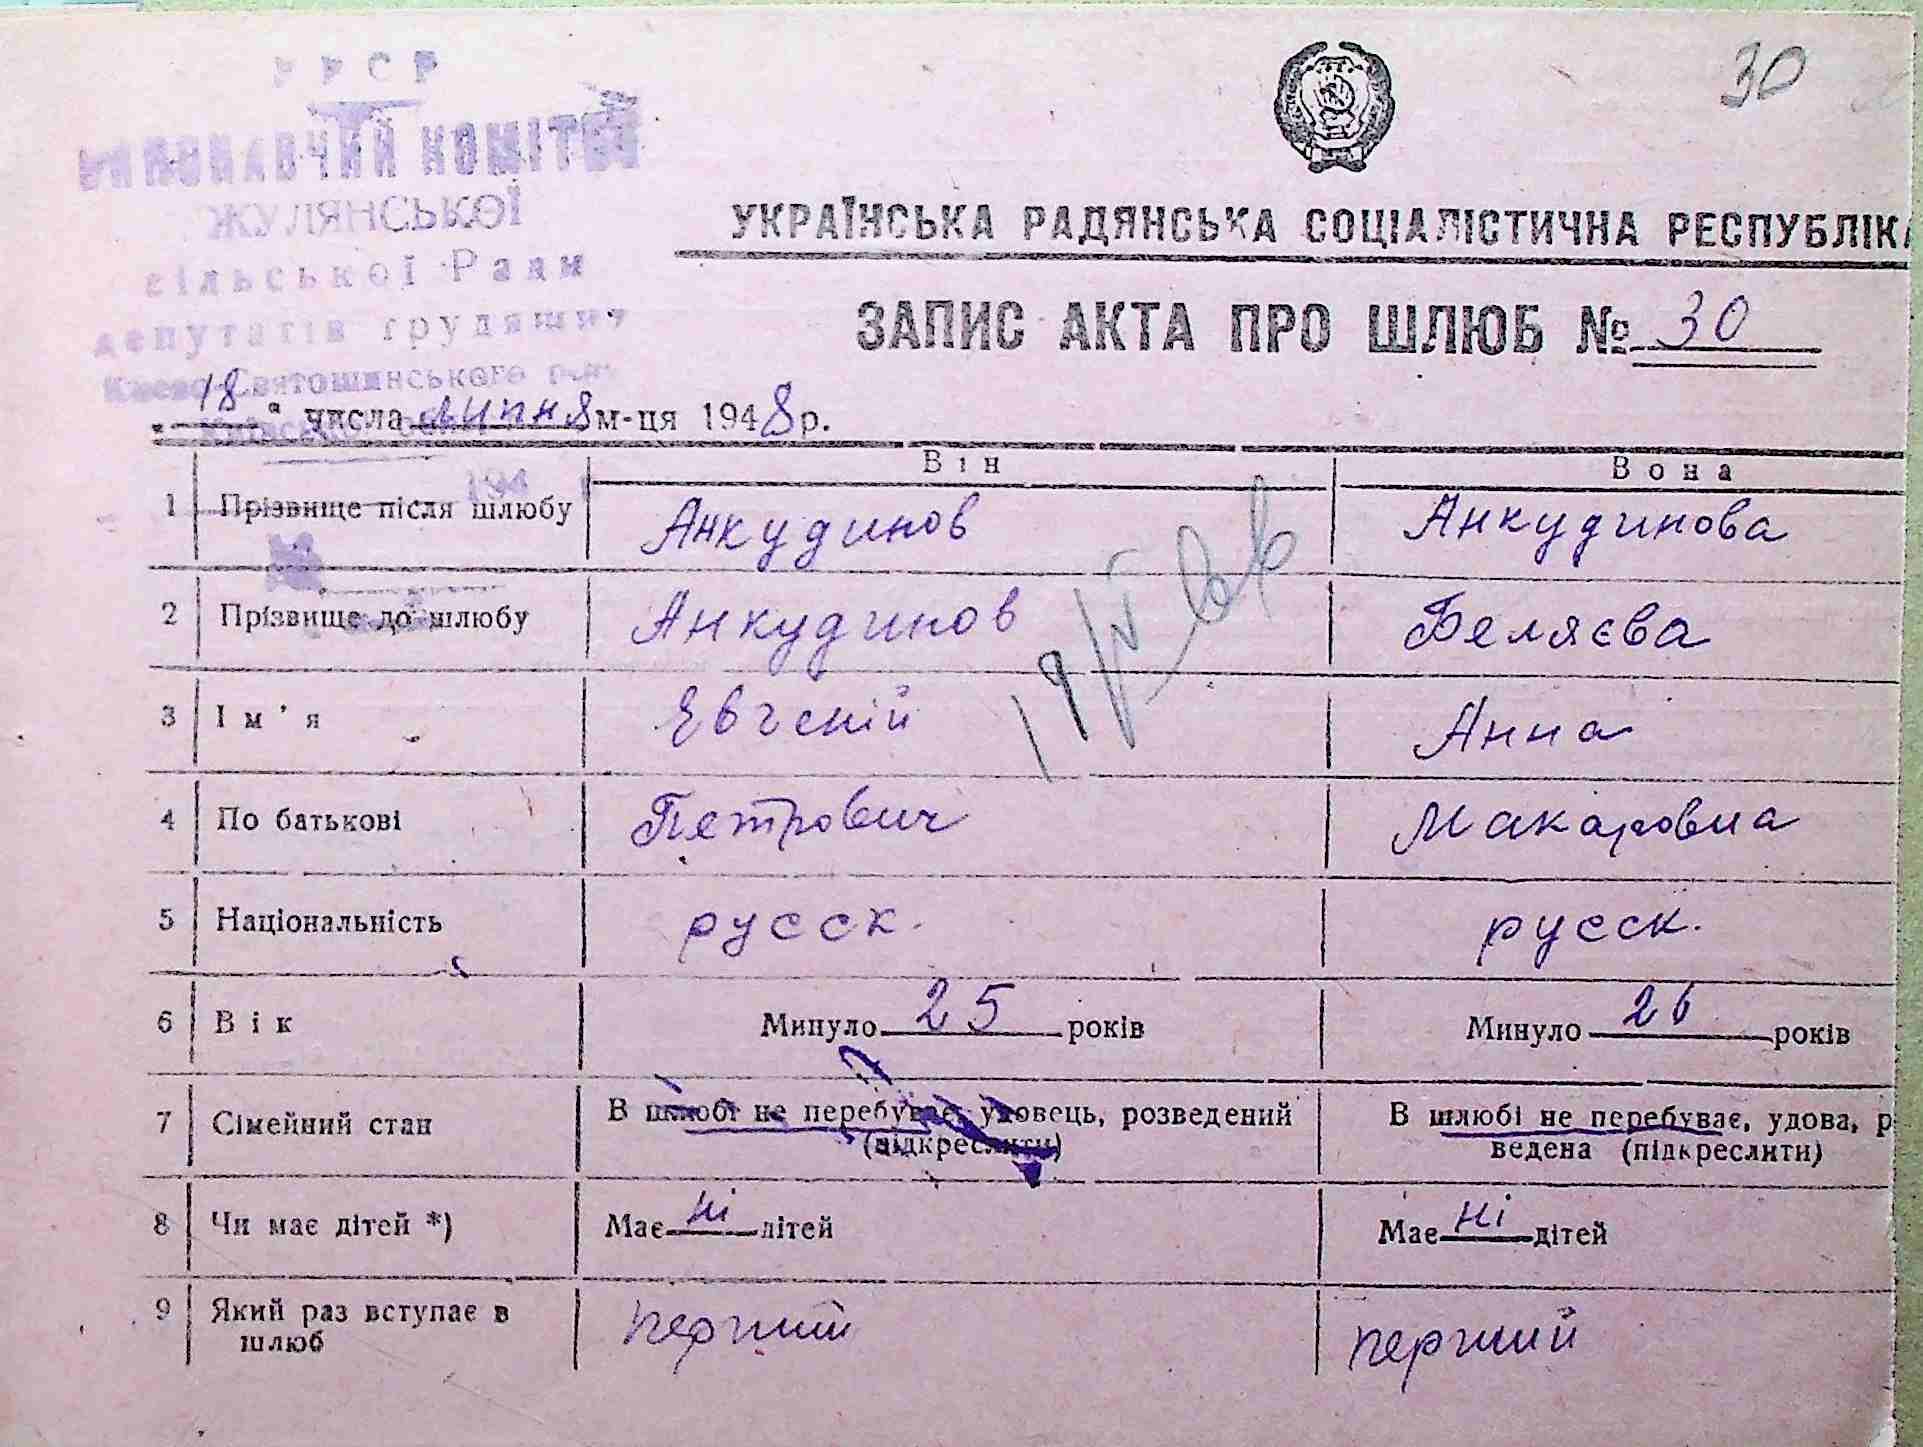 УРСР
ВИКОНАВЧИЙ КОМІТЕТ
ЖУЛЯНСЬКОЇ
сільської Ради
депутатів трудящих
Києво-Святошинського
30
УКРАЇНСЬКА РАДЯНСЬКА СОЦІАЛІСТИЧНА РЕСПУБЛІК
ЗАПИС АКТА ПРО ШЛЮБ № 30
"18" числа липня м-ця 1948 р.
194
Він Вона
1 Прізвище після шлюбу Анкудинов Анкудинова
2 Прізвище до шлюбу Анкудинов Беляєва
3 Ім'я Евгеній Анна
4 По батькові Петрович Макаровна
5 Національність русск. русск.
6 Вік Минуло 25 років Минуло 26 років
7 Сімейний стан В шлюбі не перебуває, удовець, розведений (підкреслити) В шлюбі не перебуває, удова, р
ведена (підкреслити)
8 Чи має дітей *) Має ні дітей Має ні дітей
9 Який раз вступає в перший перший
шлюб